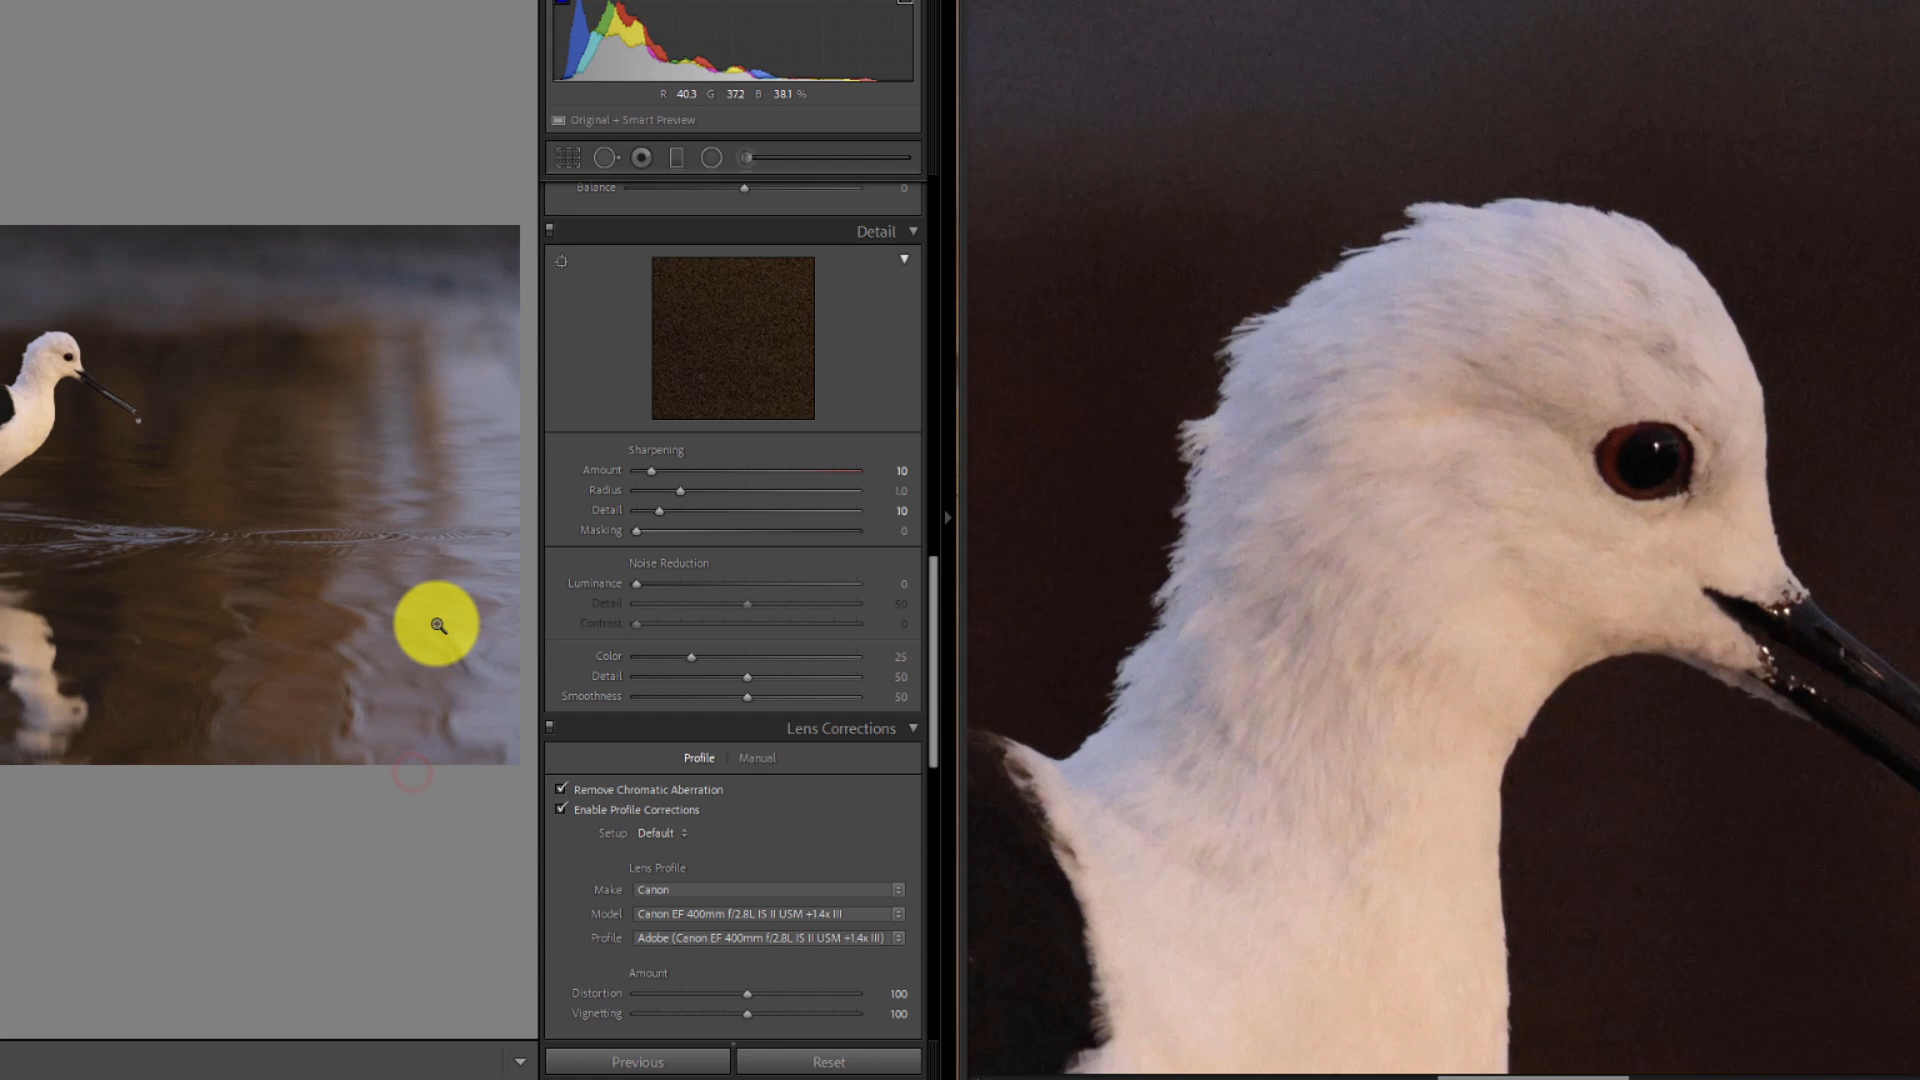 R 40.3 G 37.2 B 38.1 %
Original + Smart Preview
Balance 0
Detail
Sharpening
Amount 10
Radius 1.0
Detail 10
Masking 0
Noise Reduction
Luminance 0
Detail 50
Contrast 0
Color 25
Detail 50
Smoothness 50
Lens Corrections
Profile Manual
Remove Chromatic Aberration
Enable Profile Corrections
Setup Default
Lens Profile
Make Canon
Model Canon EF 400mm f/2.8L IS II USM +1.4x III
Profile Adobe (Canon EF 400mm f/2.8L IS II USM +1.4x III)
Amount
Distortion 100
Vignetting 100
Previous Reset